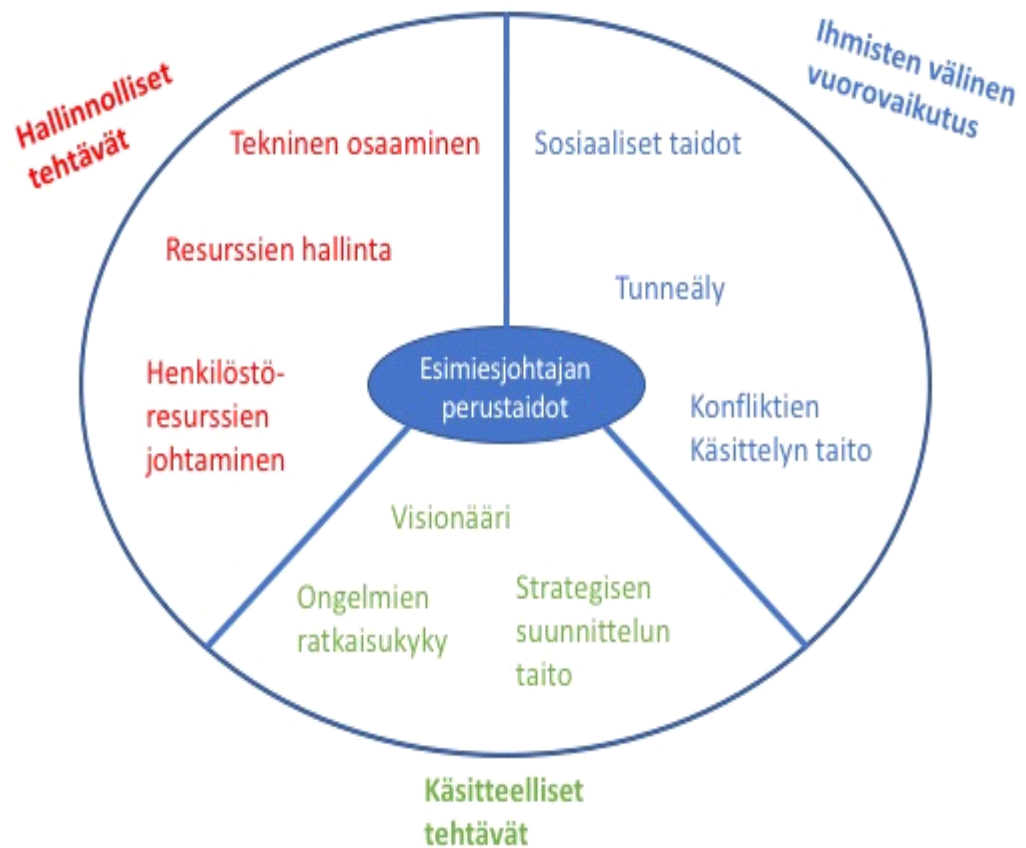 Hallinnolliset
tehtävät
Tekninen osaaminen
Resurssien hallinta
Henkilöstö-
resurssien
johtaminen
Ihmisten välinen
vuorovaikutus
Sosiaaliset taidot
Tunneäly
Konfliktien
Käsittelyn taito
Esimiesjohtajan
perustaidot
Visionääri
Ongelmien
ratkaisukyky
Strategisen
suunnittelun
taito
Käsitteelliset
tehtävät